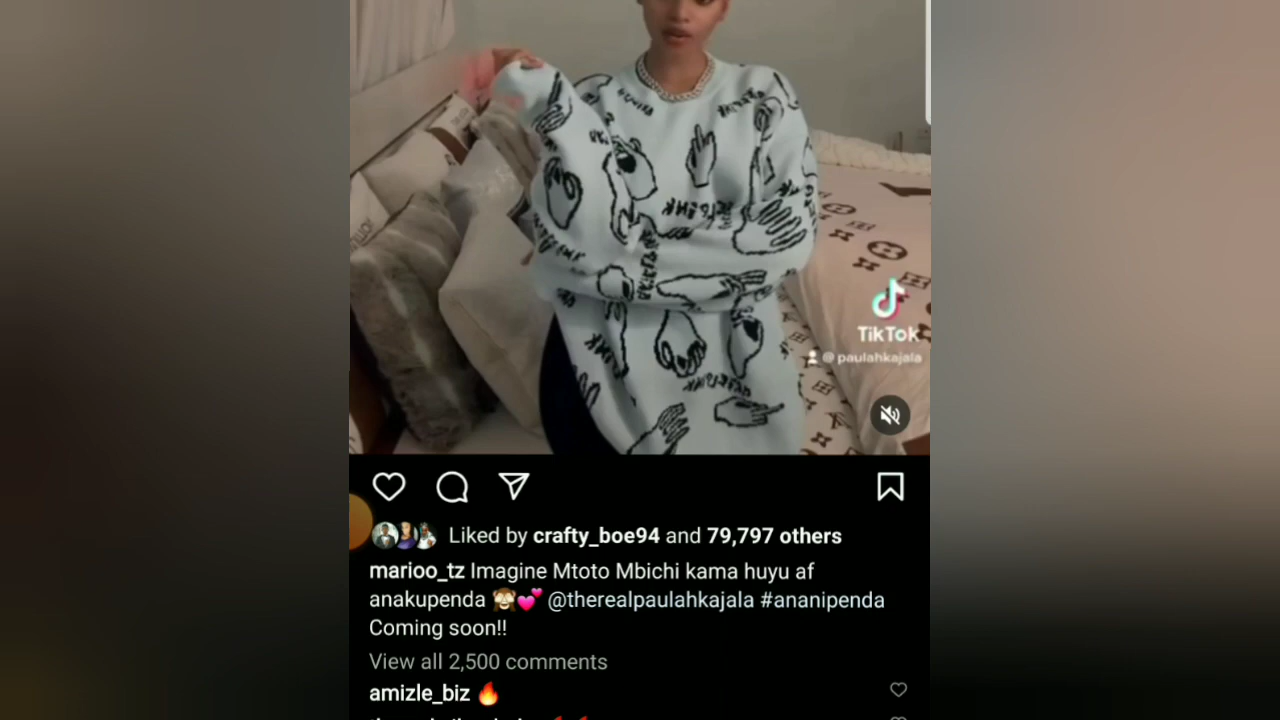 TikTok
@ paulahkajala
Liked by crafty_boe94 and 79,797 others
marioo_tz Imagine Mtoto Mbichi kama huyu af
anakupenda 🙈💕 @therealpaulahkajala #ananipenda
Coming soon!!
View all 2,500 comments
amizle_biz 🔥